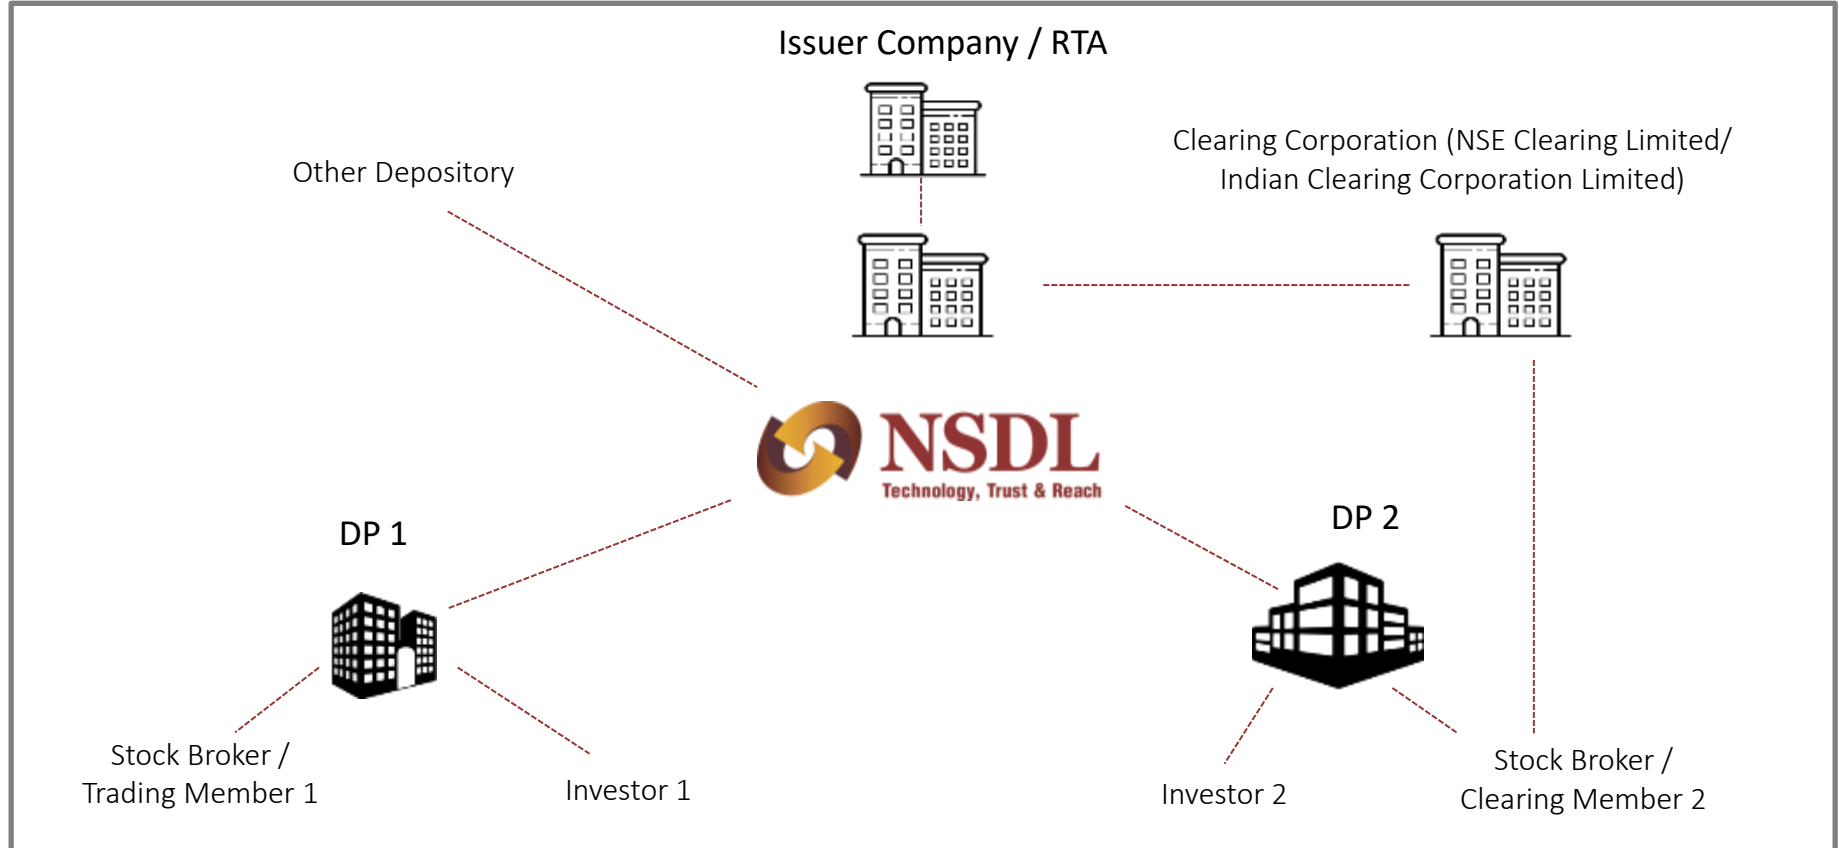 Issuer Company / RTA
Other Depository
Clearing Corporation (NSE Clearing Limited/
Indian Clearing Corporation Limited)
NSDL
Technology, Trust & Reach
DP 1
DP 2
Stock Broker /
Trading Member 1
Investor 1
Investor 2
Stock Broker /
Clearing Member 2